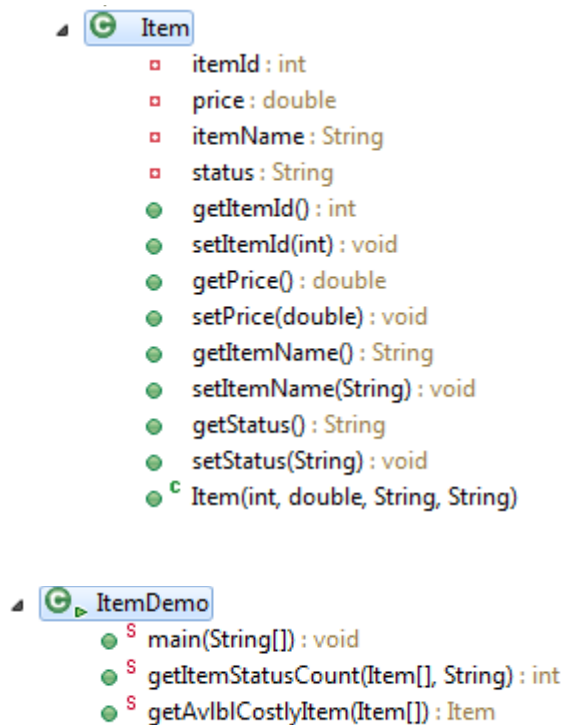 Item
itemId : int
price : double
itemName : String
status : String
getItemId() : int
setItemId(int) : void
getPrice() : double
setPrice(double) : void
getItemName() : String
setItemName(String) : void
getStatus() : String
setStatus(String) : void
C Item(int, double, String, String)
ItemDemo
S main(String[]) : void
S getItemStatusCount(Item[], String) : int
S getAvlblCostlyItem(Item[]) : Item